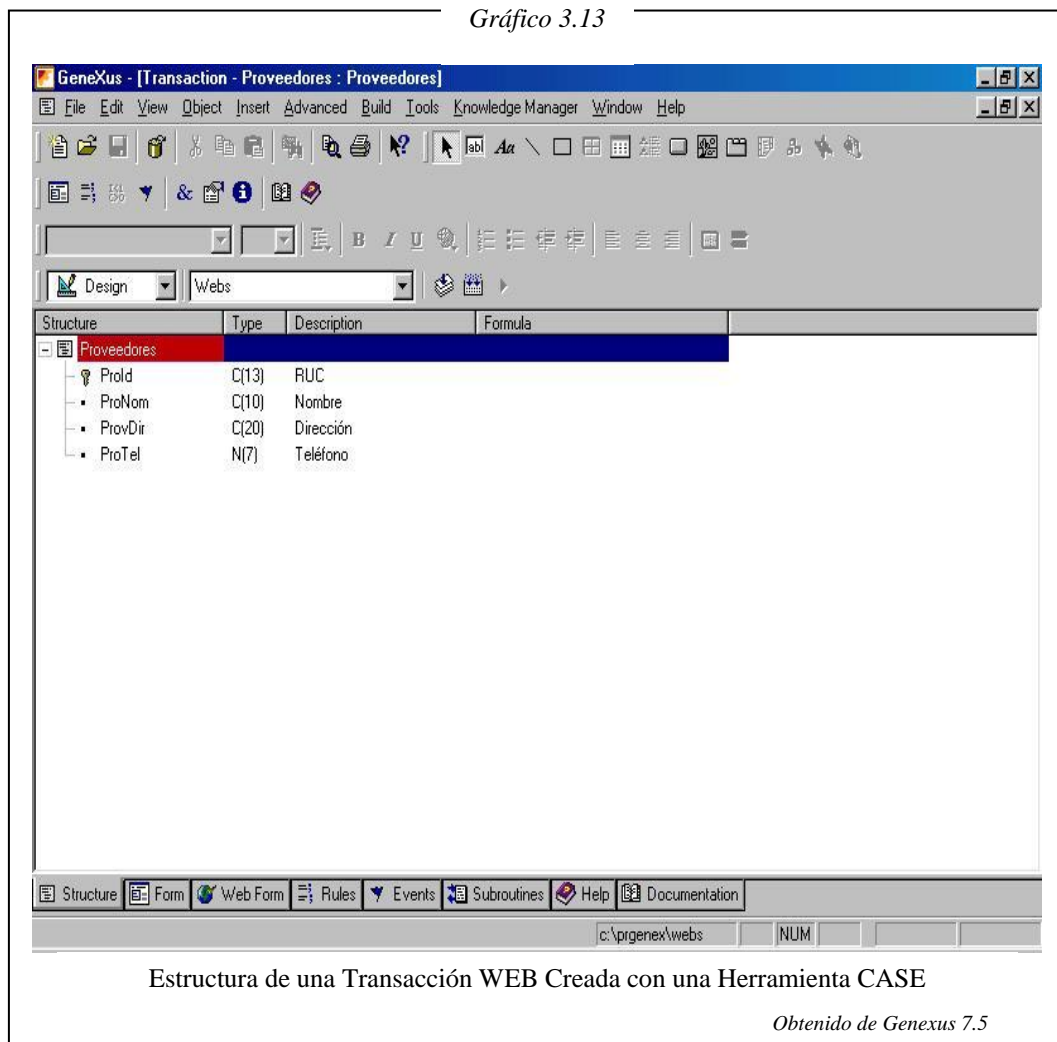 Gráfico 3.13
GeneXus - [Transaction - Proveedores : Proveedores]
File Edit View Object Insert Advanced Build Tools Knowledge Manager Window Help
Design Webs
Structure Type Description Formula
Proveedores
ProId C(13) RUC
ProNom C(10) Nombre
ProvDir C(20) Dirección
ProTel N(7) Teléfono
Structure Form Web Form Rules Events Subroutines Help Documentation
c:\prgenex\webs NUM
Estructura de una Transacción WEB Creada con una Herramienta CASE
Obtenido de Genexus 7.5